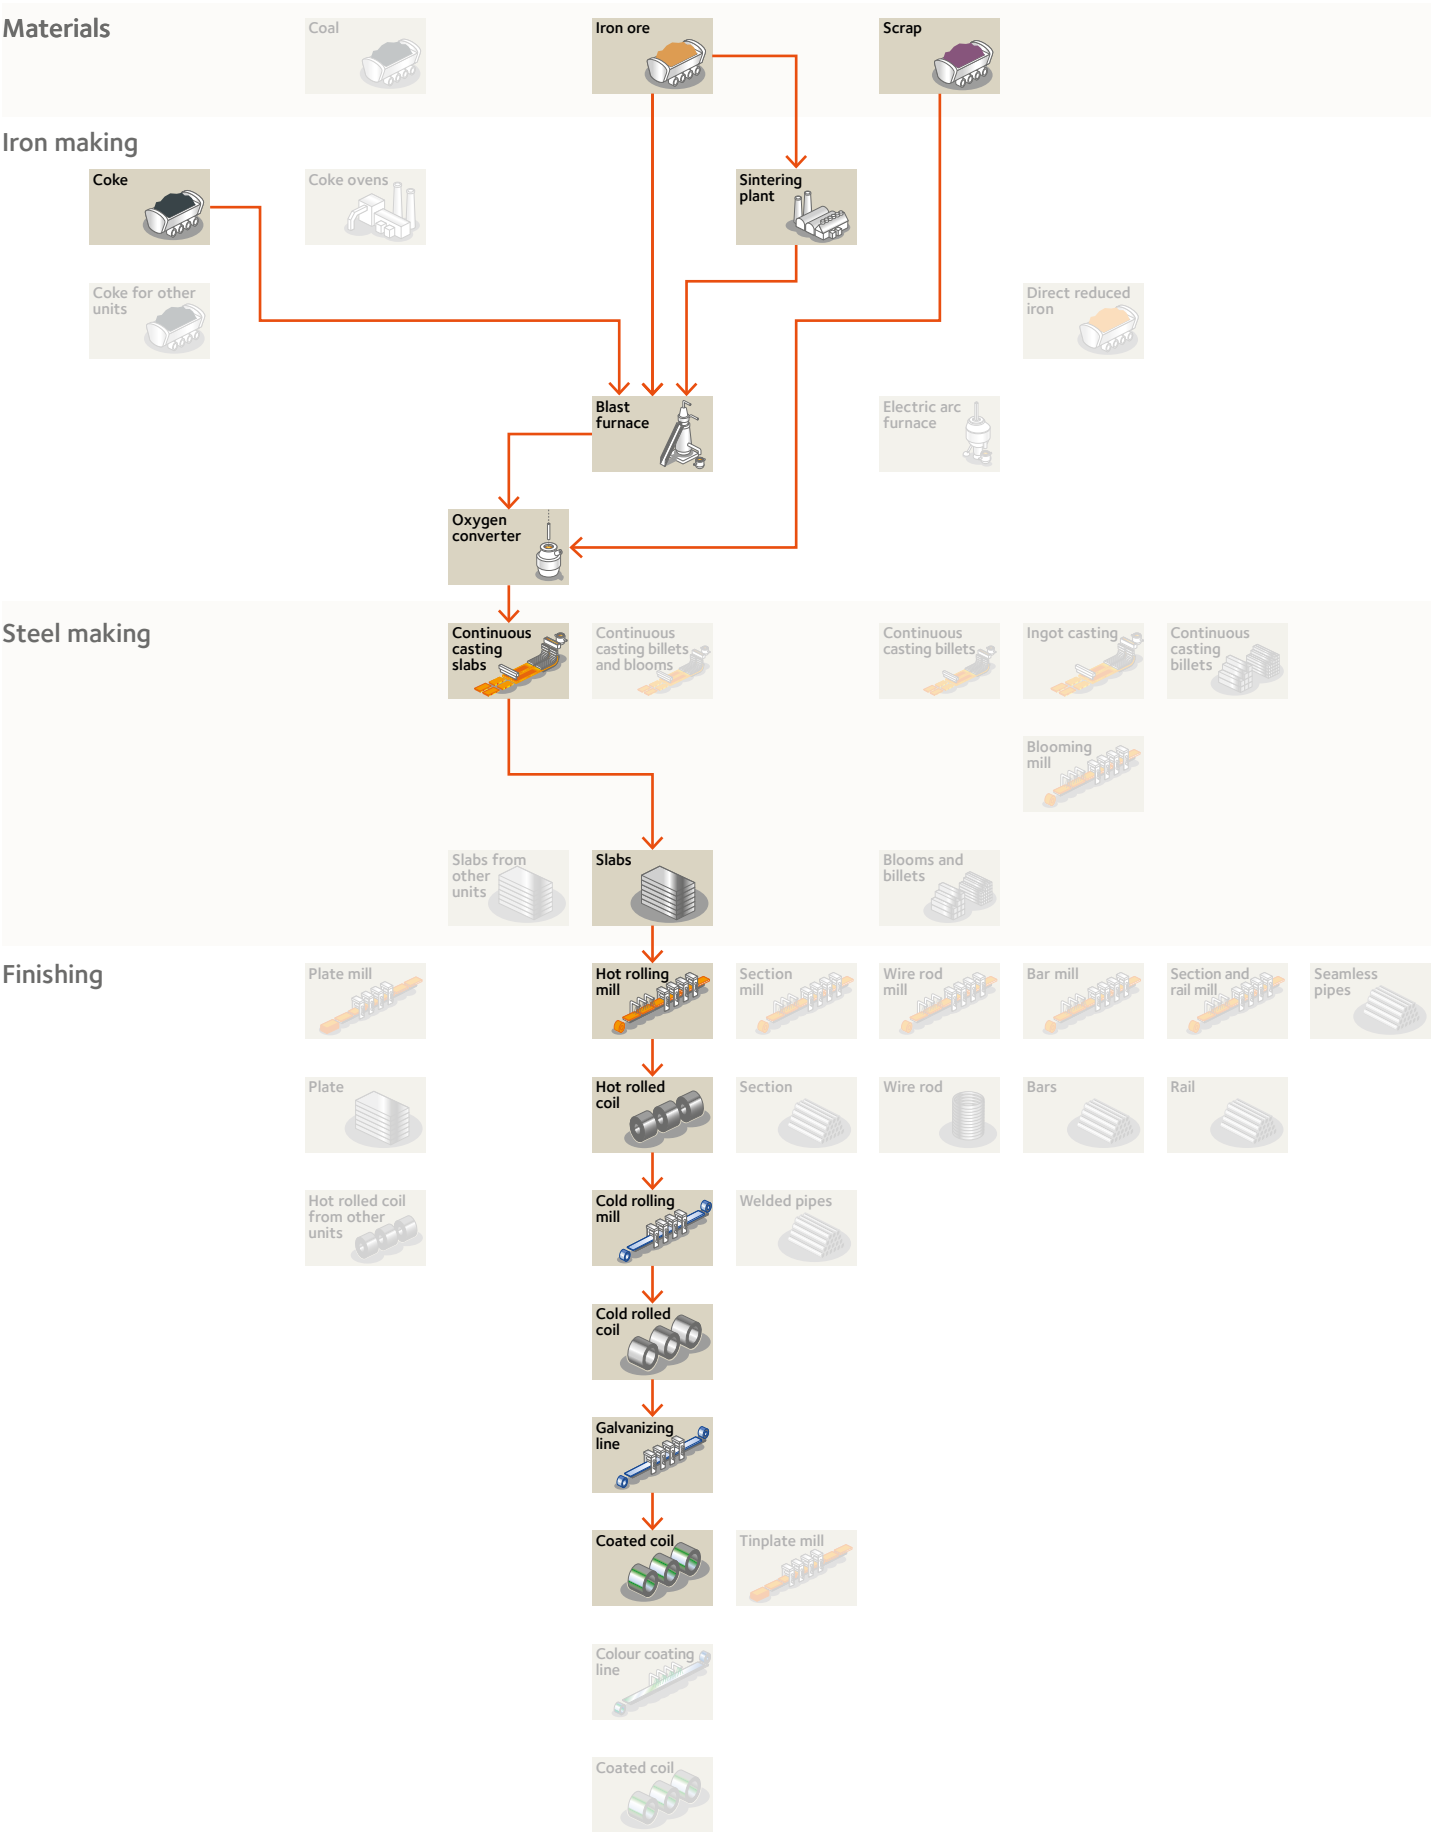 Materials
Coal
Iron ore
Scrap
Iron making
Coke
Coke ovens
Sintering
plant
Coke for other
units
Direct reduced
iron
Blast
furnace
Electric arc
furnace
Oxygen
converter
Steel making
Continuous
casting
slabs
Continuous
casting billets
and blooms
Continuous
casting billets
Ingot casting
Continuous
casting
billets
Blooming
mill
Slabs from
other
units
Slabs
Blooms and
billets
Finishing
Plate mill
Hot rolling
mill
Section
mill
Wire rod
mill
Bar mill
Section and
rail mill
Seamless
pipes
Plate
Hot rolled
coil
Section
Wire rod
Bars
Rail
Hot rolled coil
from other
units
Cold rolling
mill
Welded pipes
Cold rolled
coil
Galvanizing
line
Coated coil
Tinplate mill
Colour coating
line
Coated coil